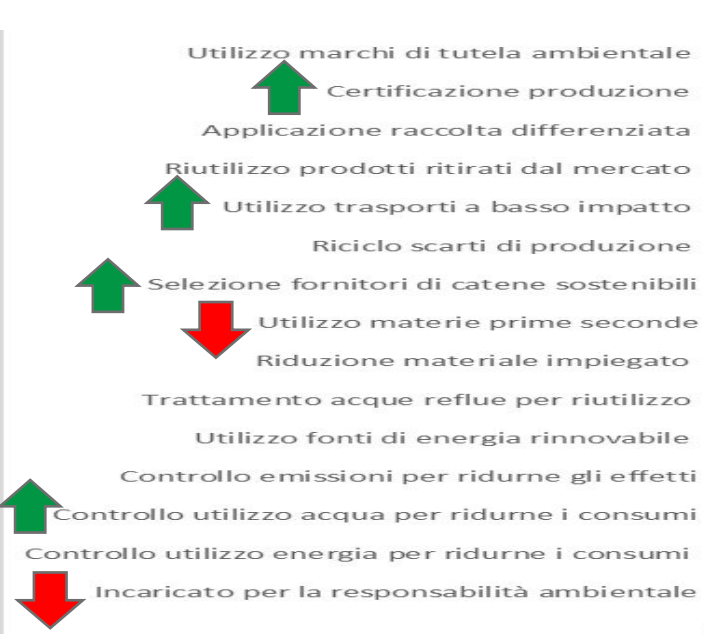 Utilizzo marchi di tutela ambientale
Certificazione produzione
Applicazione raccolta differenziata
Riutilizzo prodotti ritirati dal mercato
Utilizzo trasporti a basso impatto
Riciclo scarti di produzione
Selezione fornitori di catene sostenibili
Utilizzo materie prime seconde
Riduzione materiale impiegato
Trattamento acque reflue per riutilizzo
Utilizzo fonti di energia rinnovabile
Controllo emissioni per ridurne gli effetti
Controllo utilizzo acqua per ridurne i consumi
Controllo utilizzo energia per ridurne i consumi
Incaricato per la responsabilità ambientale